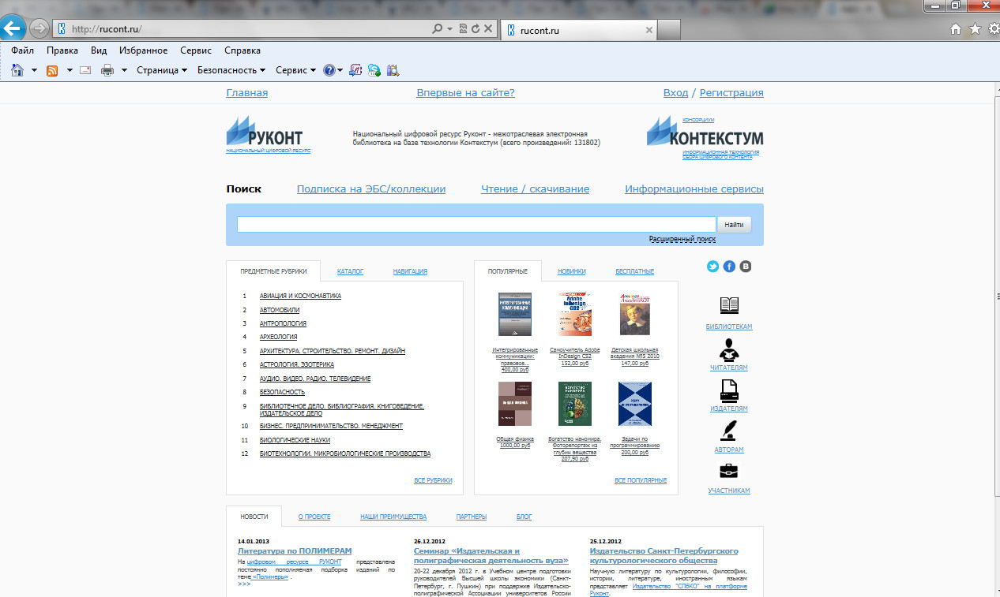 http://rucont.ru/
rucont.ru
Файл Правка Вид Избранное Сервис Справка
Страница Безопасность Сервис
Главная Впервые на сайте? Вход / Регистрация
РУКОНТ
НАЦИОНАЛЬНЫЙ ЦИФРОВОЙ РЕСУРС
Национальный цифровой ресурс Руконт - межотраслевая электронная
библиотека на базе технологии Контекстум (всего произведений: 131802)
КОНСОРЦИУМ
КОНТЕКСТУМ
ИНФОРМАЦИОННАЯ ТЕХНОЛОГИЯ
СБОРА ЦИФРОВОГО КОНТЕНТА
Поиск Подписка на ЭБС/коллекции Чтение / скачивание Информационные сервисы
Найти
Расширенный поиск
ПРЕДМЕТНЫЕ РУБРИКИ КАТАЛОГ НАВИГАЦИЯ
1 АВИАЦИЯ И КОСМОНАВТИКА
2 АВТОМОБИЛИ
3 АНТРОПОЛОГИЯ
4 АРХЕОЛОГИЯ
5 АРХИТЕКТУРА. СТРОИТЕЛЬСТВО. РЕМОНТ. ДИЗАЙН
6 АСТРОЛОГИЯ. ЭЗОТЕРИКА
7 АУДИО. ВИДЕО. РАДИО. ТЕЛЕВИДЕНИЕ
8 БЕЗОПАСНОСТЬ
9 БИБЛИОТЕЧНОЕ ДЕЛО. БИБЛИОГРАФИЯ. КНИГОВЕДЕНИЕ.
ИЗДАТЕЛЬСКОЕ ДЕЛО
10 БИЗНЕС. ПРЕДПРИНИМАТЕЛЬСТВО. МЕНЕДЖМЕНТ
11 БИОЛОГИЧЕСКИЕ НАУКИ
12 БИОТЕХНОЛОГИИ. МИКРОБИОЛОГИЧЕСКИЕ ПРОИЗВОДСТВА
ВСЕ РУБРИКИ
ПОПУЛЯРНЫЕ НОВИНКИ БЕСПЛАТНЫЕ
ИНТЕГРИРОВАННЫЕ
КОММУНИКАЦИИ
Adobe
InDesign
CS2
Интегрированные
коммуникации:
правовое...
400,00 руб
Самоучитель Adobe
InDesign CS2
152,00 руб
Детская школьная
академия №5 2010
147,00 руб
ОБЩАЯ ФИЗИКА
БОГАТСТВО
НАНОМИРА
Общая физика
1000,00 руб
Богатство наномира.
Фоторепортаж из
глубин вещества
207,90 руб
Задачи по
программированию
200,00 руб
ВСЕ ПОПУЛЯРНЫЕ
БИБЛИОТЕКАМ
ЧИТАТЕЛЯМ
ИЗДАТЕЛЯМ
АВТОРАМ
УЧАСТНИКАМ
НОВОСТИ О ПРОЕКТЕ НАШИ ПРЕИМУЩЕСТВА ПАРТНЕРЫ БЛОГ
14.01.2013
Литература по ПОЛИМЕРАМ
На цифровом ресурсе РУКОНТ представлена
постоянно пополняемая подборка изданий по
теме «Полимеры» .
>>>
26.12.2012
Семинар «Издательская и
полиграфическая деятельность вуза»
20-22 декабря 2012 г. в Учебном центре подготовки
руководителей Высшей школы экономики (Санкт-
Петербург, г. Пушкин) при поддержке Издательско-
полиграфической Ассоциации университетов России
25.12.2012
Издательство Санкт-Петербургского
культурологического общества
Научную литературу по культурологии, философии,
истории, литературе, иностранным языкам
представляет Издательство "СПбКО" на платформе
Руконт.